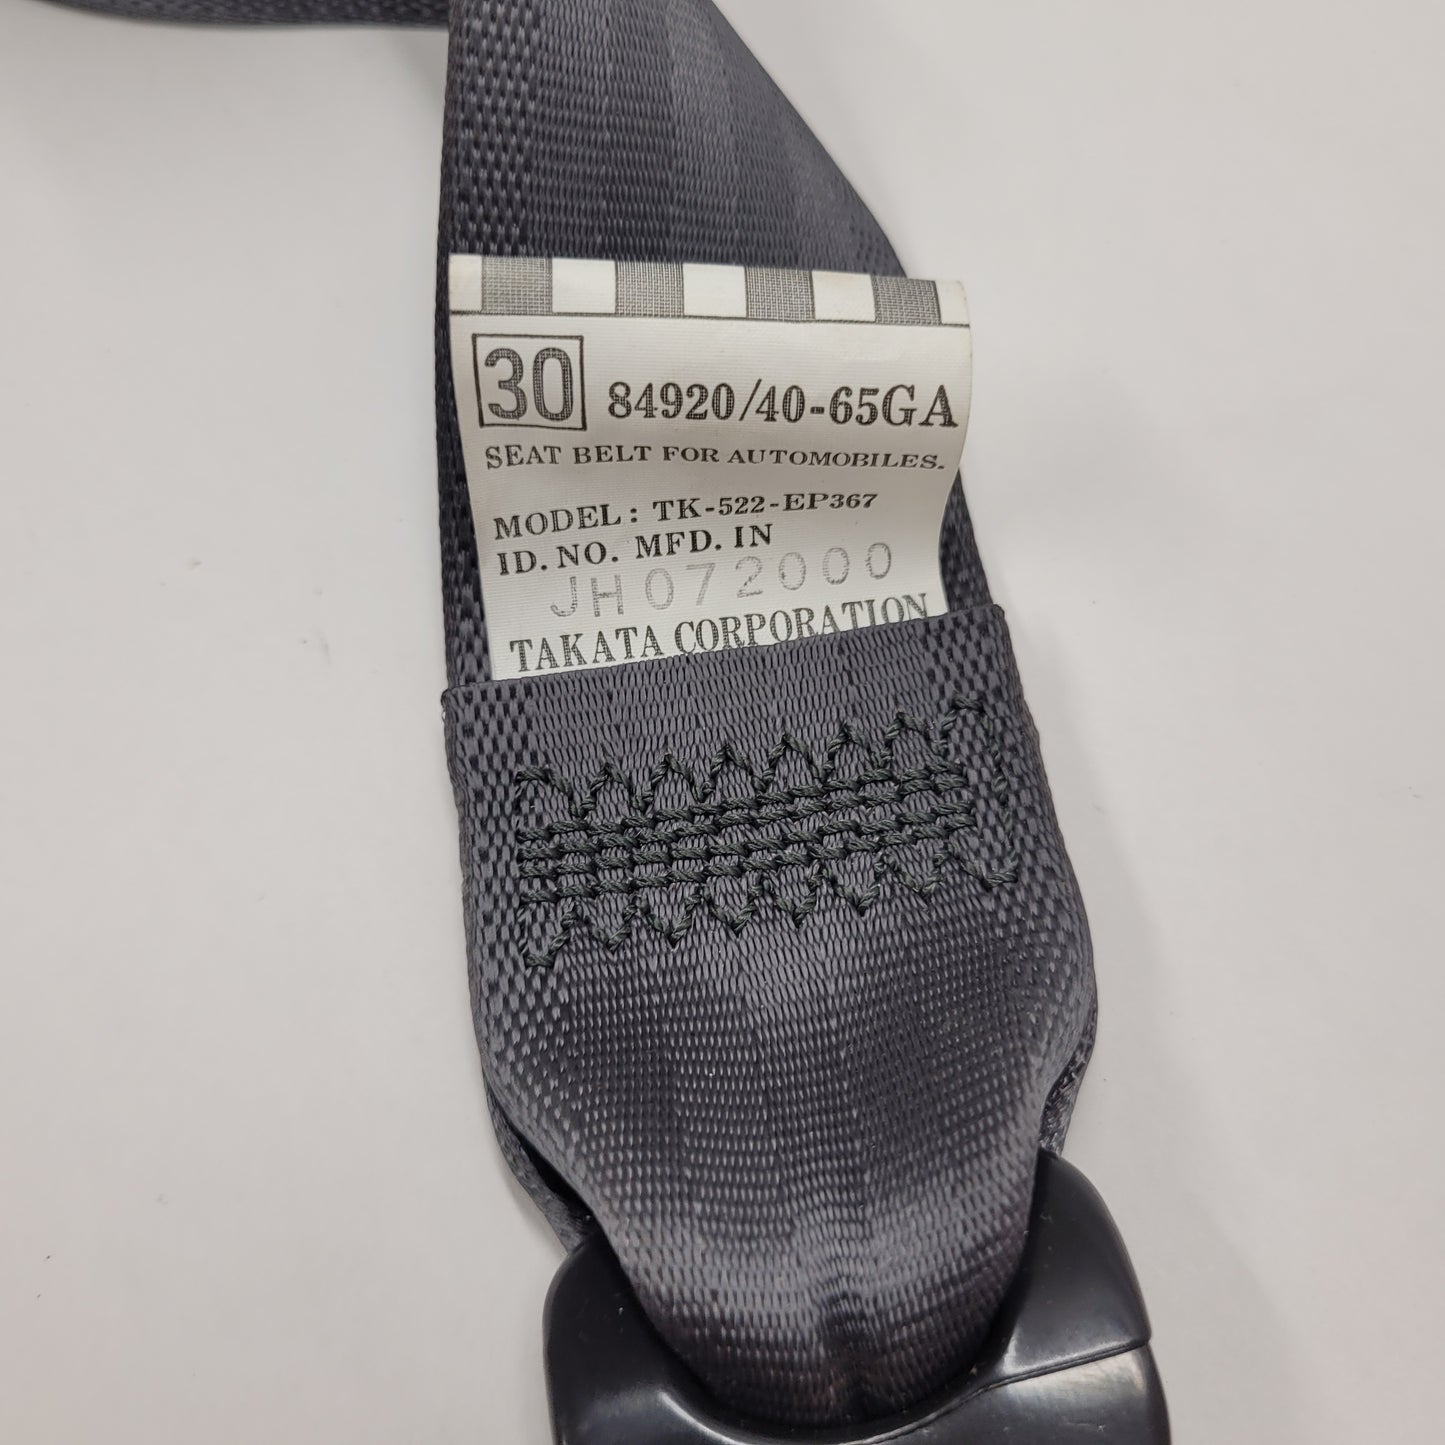 30 84920/40-65GA
SEAT BELT FOR AUTOMOBILES.
MODEL: TK-522-EP367
ID. NO. MFD. IN
JH072000
TAKATA CORPORATION